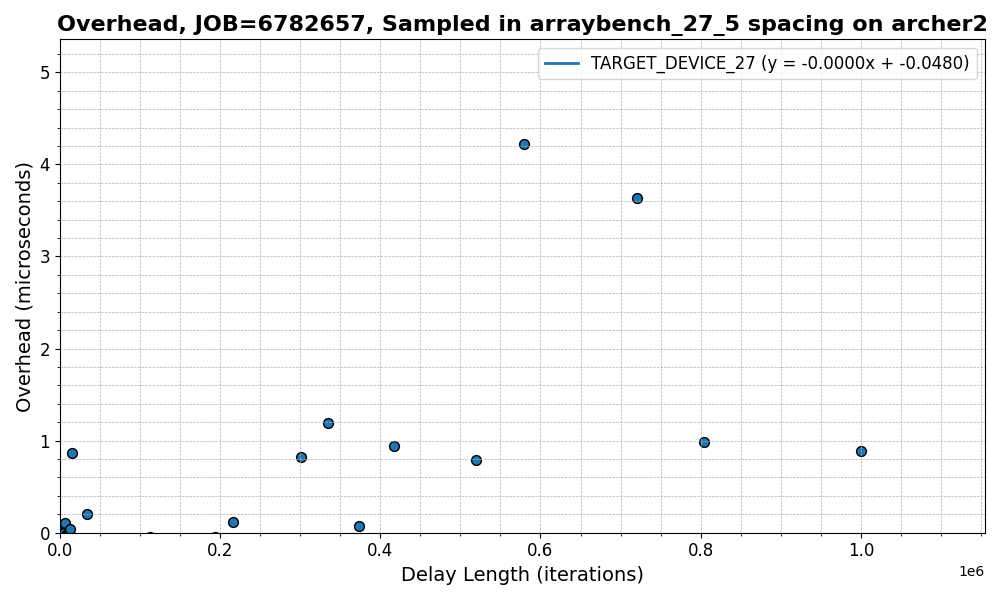 Overhead, JOB=6782657, Sampled in arraybench_27_5 spacing on archer2
TARGET_DEVICE_27 (y = -0.0000x + -0.0480)
Overhead (microseconds)
5
4
3
2
1
0
0.0 0.2 0.4 0.6 0.8 1.0
1e6
Delay Length (iterations)